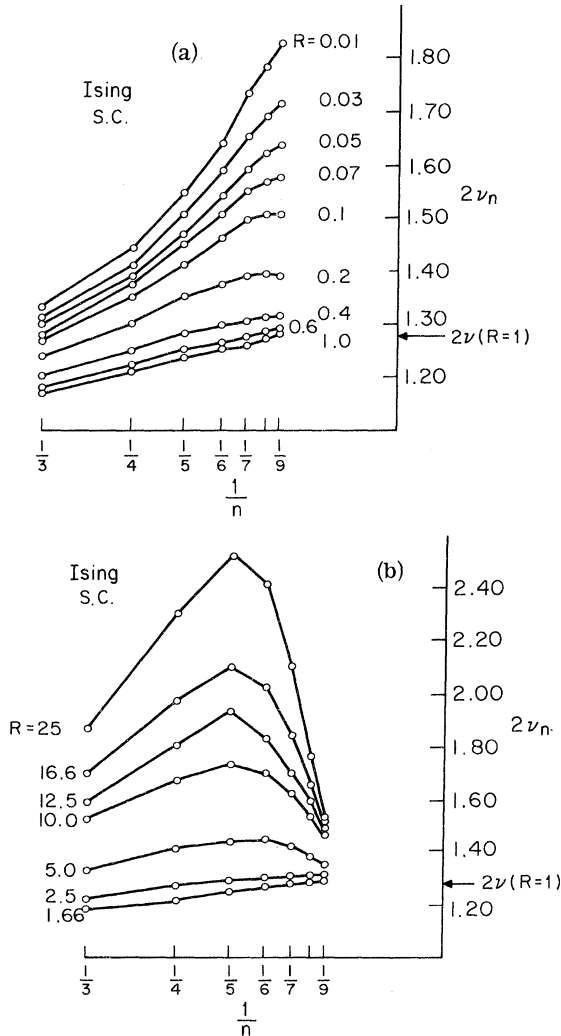 (a)
Ising
S.C.
R=0.01
0.03
0.05
0.07
0.1
0.2
0.4
0.6
1.0
1.80
1.70
1.60
2νₙ
1.50
1.40
1.30
2ν(R=1)
1.20
1/3 1/4 1/5 1/6 1/7 1/9
1/n
(b)
Ising
S.C.
R=25
16.6
12.5
10.0
5.0
2.5
1.66
2.40
2.20
2.00
1.80
2νₙ.
1.60
1.40
2ν(R=1)
1.20
1/3 1/4 1/5 1/6 1/7 1/9
1/n